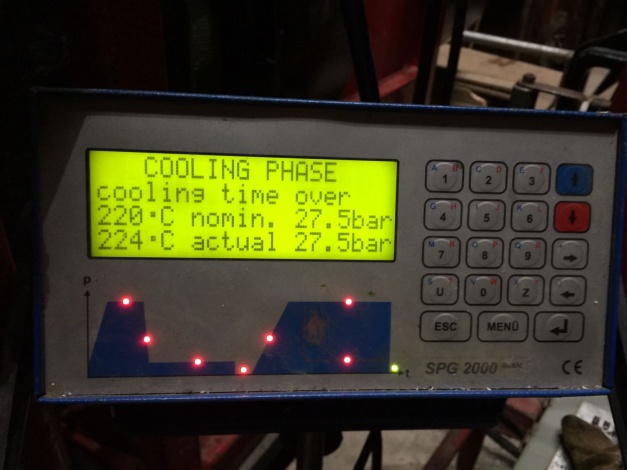 COOLING PHASE
cooling time over
220°C nomin. 27.5bar
224°C actual 27.5bar
1 2 3
4 5 6
7 8 9
U 0 Z
ESC MENÜ
p
t
SPG 2000
CE